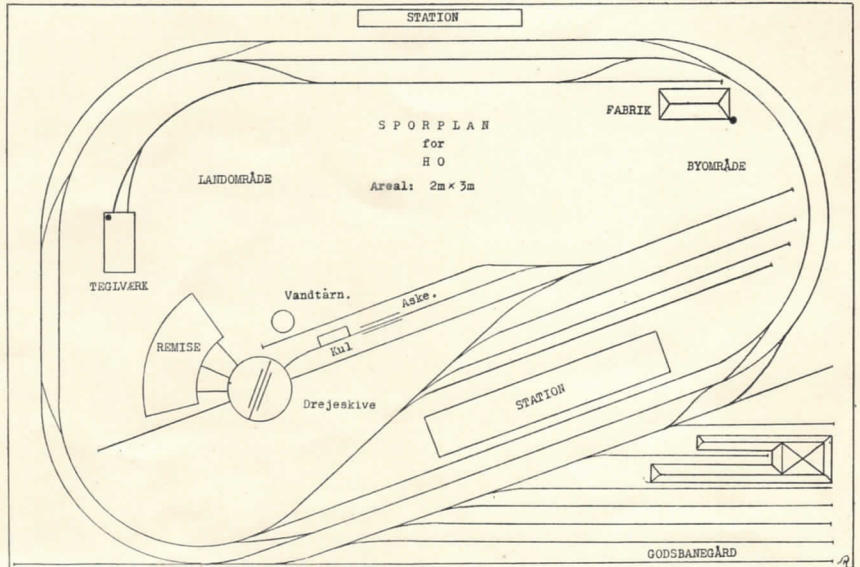 STATION
SPORPLAN
for
HO
Areal: 2m × 3m
FABRIK
BYOMRÅDE
LANDOMRÅDE
TEGLVÆRK
Vandtårn.
Aske.
Kul
REMISE
Drejeskive
STATION
GODSBANEGÅRD
R